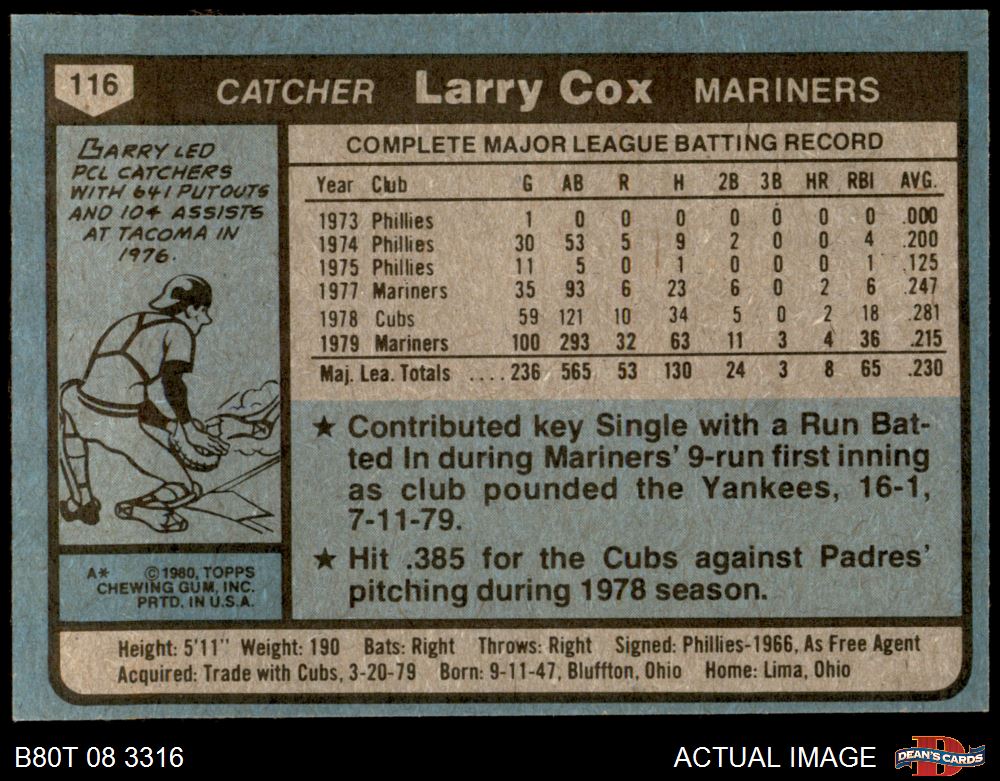 116
CATCHER Larry Cox MARINERS
LARRY LED
PCL CATCHERS
WITH 641 PUTOUTS
AND 104 ASSISTS
AT TACOMA IN
1976.
COMPLETE MAJOR LEAGUE BATTING RECORD
Year Club G AB R H 2B 3B HR RBI AVG.
1973 Phillies 1 0 0 0 0 0 0 0 .000
1974 Phillies 30 53 5 9 2 0 0 4 .200
1975 Phillies 11 5 0 1 0 0 0 1 .125
1977 Mariners 35 93 6 23 6 0 2 6 .247
1978 Cubs 59 121 10 34 5 0 2 18 .281
1979 Mariners 100 293 32 63 11 3 4 36 .215
Maj. Lea. Totals ....236 565 53 130 24 3 8 65 .230
★ Contributed key Single with a Run Bat-
ted In during Mariners' 9-run first inning
as club pounded the Yankees, 16-1,
7-11-79.
★ Hit .385 for the Cubs against Padres'
pitching during 1978 season.
A* ©1980, TOPPS
CHEWING GUM, INC.
PRTD. IN U.S.A.
Height: 5'11" Weight: 190 Bats: Right Throws: Right Signed: Phillies-1966, As Free Agent
Acquired: Trade with Cubs, 3-20-79 Born: 9-11-47, Bluffton, Ohio Home: Lima, Ohio
B80T 08 3316
ACTUAL IMAGE
D
DEAN'S CARDS